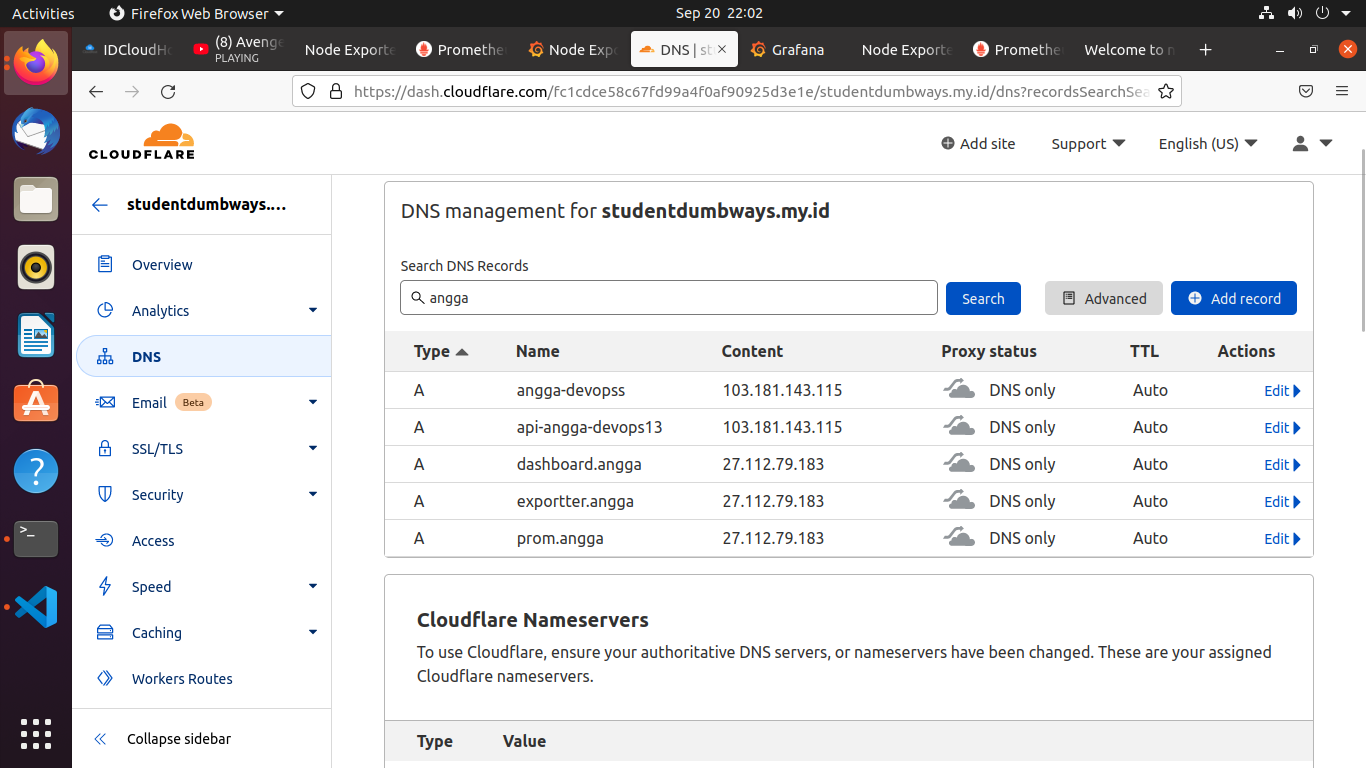 Activities
Firefox Web Browser
Sep 20 22:02
IDCloudHo
(8) Avenge
PLAYING
Node Exporte
Promethe
Node Exp
DNS | st
Grafana
Node Exporte
Promethe
Welcome to n
https://dash.cloudflare.com/fc1cdce58c67fd99a4f0af90925d3e1e/studentdumbways.my.id/dns?recordsSearchSea
CLOUDFLARE
Add site
Support
English (US)
studentdumbways....
Overview
Analytics
DNS
Email Beta
SSL/TLS
Security
Access
Speed
Caching
Workers Routes
Collapse sidebar
DNS management for studentdumbways.my.id
Search DNS Records
angga
Search
Advanced
Add record
Type Name Content Proxy status TTL Actions
A angga-devopss 103.181.143.115 DNS only Auto Edit
A api-angga-devops13 103.181.143.115 DNS only Auto Edit
A dashboard.angga 27.112.79.183 DNS only Auto Edit
A exportter.angga 27.112.79.183 DNS only Auto Edit
A prom.angga 27.112.79.183 DNS only Auto Edit
Cloudflare Nameservers
To use Cloudflare, ensure your authoritative DNS servers, or nameservers have been changed. These are your assigned
Cloudflare nameservers.
Type Value